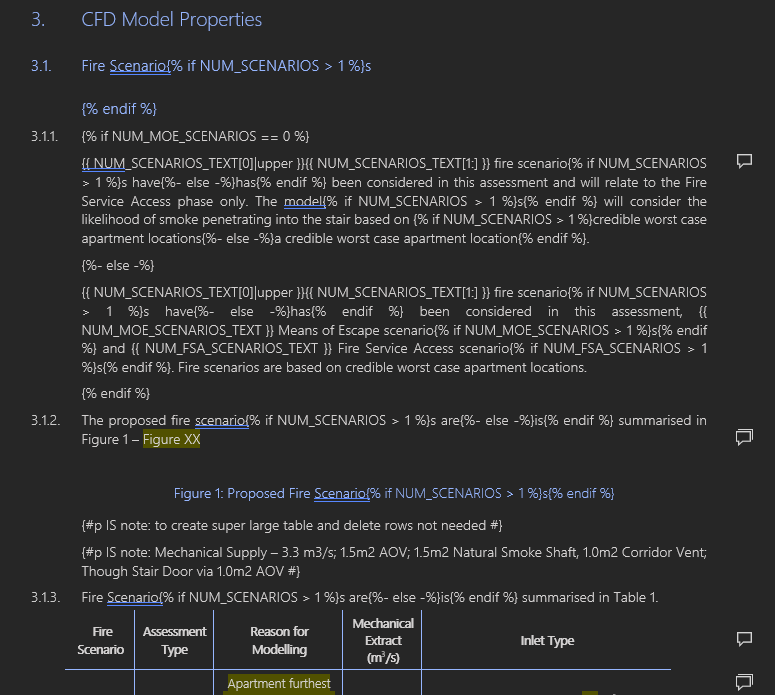 3. CFD Model Properties
3.1. Fire Scenario{% if NUM_SCENARIOS > 1 %}s
{% endif %}
3.1.1. {% if NUM_MOE_SCENARIOS == 0 %}
{{ NUM_SCENARIOS_TEXT[0]|upper }}{{ NUM_SCENARIOS_TEXT[1:] }} fire scenario{% if NUM_SCENARIOS
> 1 %}s have{%- else -%}has{% endif %} been considered in this assessment and will relate to the Fire
Service Access phase only. The model{% if NUM_SCENARIOS > 1 %}s{% endif %} will consider the
likelihood of smoke penetrating into the stair based on {% if NUM_SCENARIOS > 1 %}credible worst case
apartment locations{%- else -%}a credible worst case apartment location{% endif %}.
{%- else -%}
{{ NUM_SCENARIOS_TEXT[0]|upper }}{{ NUM_SCENARIOS_TEXT[1:] }} fire scenario{% if NUM_SCENARIOS
> 1 %}s have{%- else -%}has{% endif %} been considered in this assessment, {{
NUM_MOE_SCENARIOS_TEXT }} Means of Escape scenario{% if NUM_MOE_SCENARIOS > 1 %}s{% endif
%} and {{ NUM_FSA_SCENARIOS_TEXT }} Fire Service Access scenario{% if NUM_FSA_SCENARIOS > 1
%}s{% endif %}. Fire scenarios are based on credible worst case apartment locations.
{% endif %}
3.1.2. The proposed fire scenario{% if NUM_SCENARIOS > 1 %}s are{%- else -%}is{% endif %} summarised in
Figure 1 – Figure XX
Figure 1: Proposed Fire Scenario{% if NUM_SCENARIOS > 1 %}s{% endif %}
{#p IS note: to create super large table and delete rows not needed #}
{#p IS note: Mechanical Supply – 3.3 m3/s; 1.5m2 AOV; 1.5m2 Natural Smoke Shaft, 1.0m2 Corridor Vent;
Though Stair Door via 1.0m2 AOV #}
3.1.3. Fire Scenario{% if NUM_SCENARIOS > 1 %}s are{%- else -%}is{% endif %} summarised in Table 1.
Fire Scenario
Assessment Type
Reason for Modelling
Mechanical Extract (m³/s)
Inlet Type
Apartment furthest